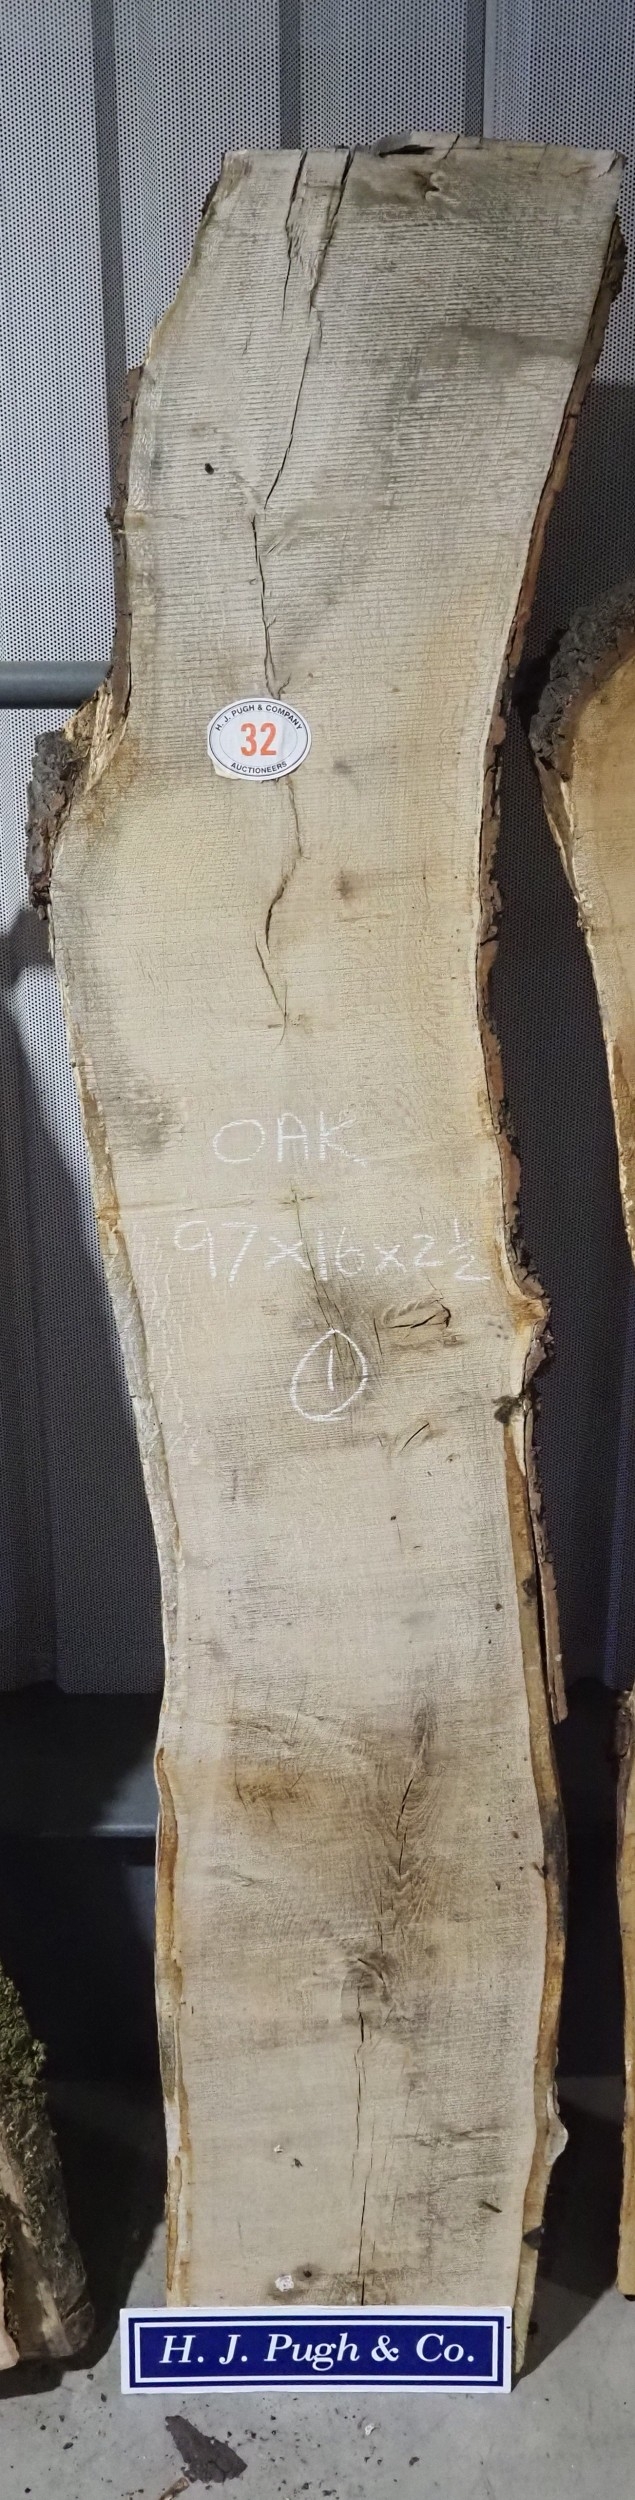 H. J. PUGH & COMPANY
32
AUCTIONEERS
OAK
97x16x2½
1
H. J. Pugh & Co.